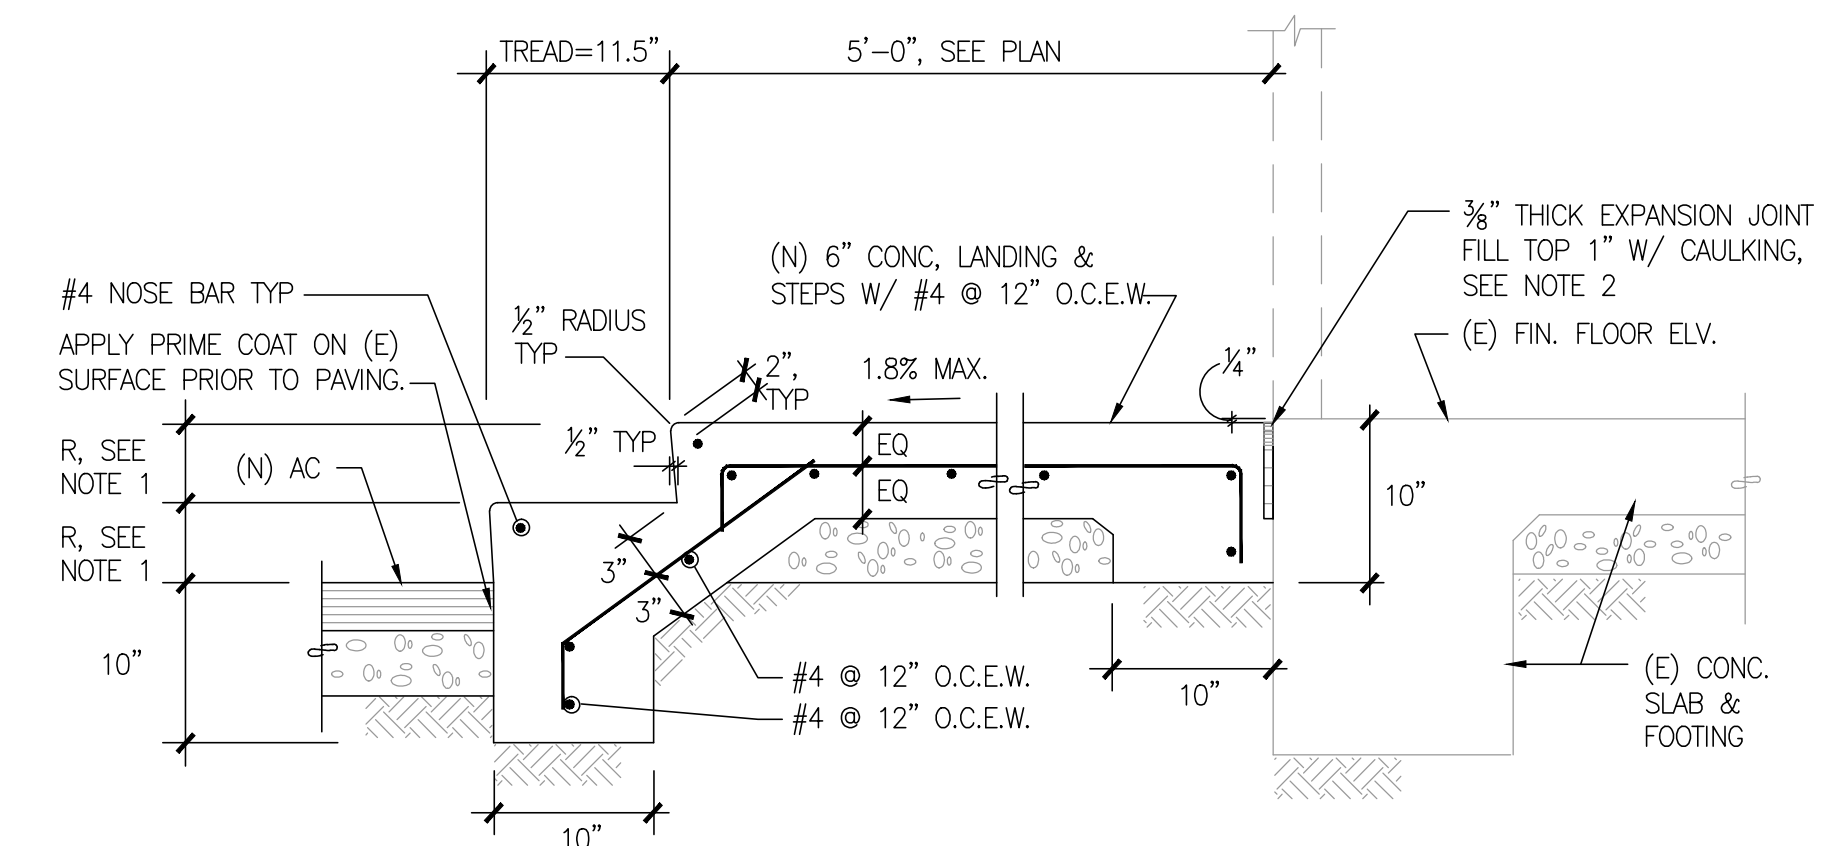 TREAD=11.5"
5'-0", SEE PLAN
3/8" THICK EXPANSION JOINT
FILL TOP 1" W/ CAULKING,
SEE NOTE 2
(E) FIN. FLOOR ELV.
(N) 6" CONC, LANDING &
STEPS W/ #4 @ 12" O.C.E.W.
#4 NOSE BAR TYP
APPLY PRIME COAT ON (E)
SURFACE PRIOR TO PAVING.
1/2" RADIUS
TYP
2",
TYP
1.8% MAX.
1/4"
1/2" TYP
R, SEE
NOTE 1
(N) AC
EQ
EQ
10"
R, SEE
NOTE 1
3"
3"
10"
#4 @ 12" O.C.E.W.
#4 @ 12" O.C.E.W.
10"
(E) CONC.
SLAB &
FOOTING
10"